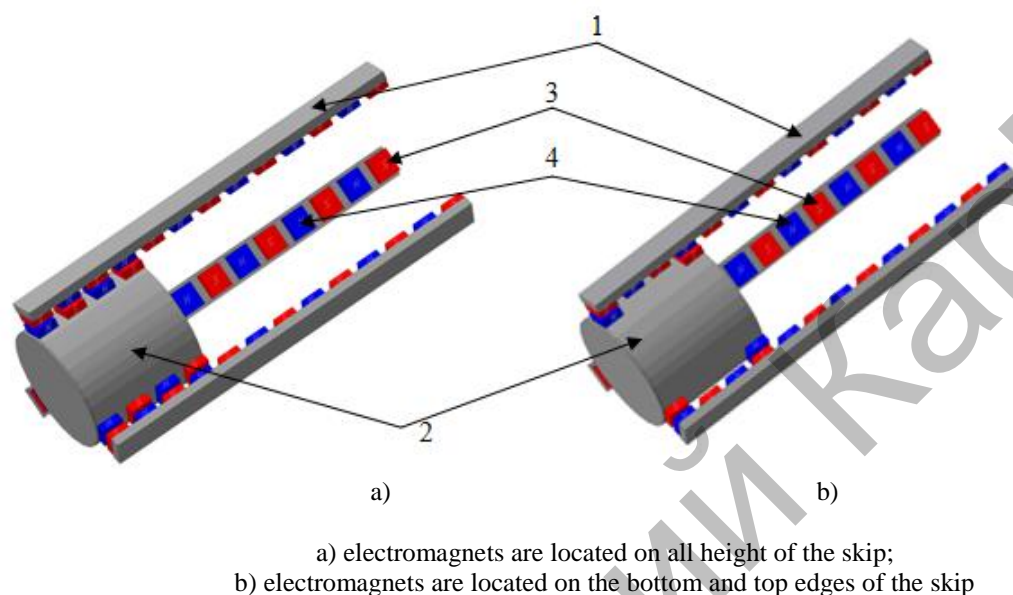 1
3
4
2
a) b)
a) electromagnets are located on all height of the skip;
b) electromagnets are located on the bottom and top edges of the skip